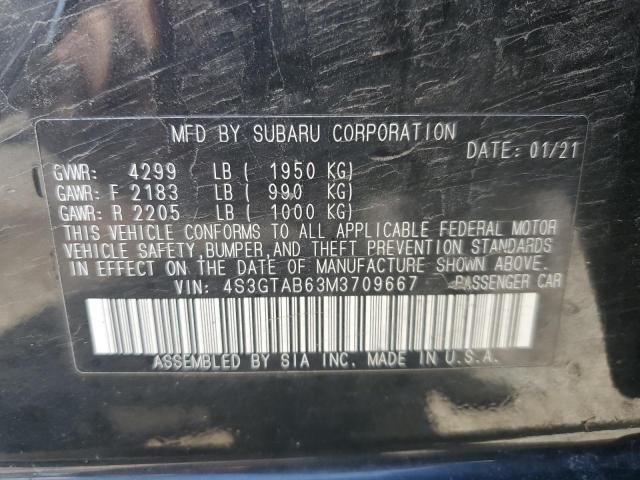 MFD BY SUBARU CORPORATION
DATE: 01/21
GVWR: 4299 LB ( 1950 KG)
GAWR: F 2183 LB ( 990 KG)
GAWR: R 2205 LB ( 1000 KG)
THIS VEHICLE CONFORMS TO ALL APPLICABLE FEDERAL MOTOR
VEHICLE SAFETY, BUMPER, AND THEFT PREVENTION STANDARDS
IN EFFECT ON THE DATE OF MANUFACTURE SHOWN ABOVE.
VIN: 4S3GTAB63M3709667 PASSENGER CAR
ASSEMBLED BY SIA INC. MADE IN U.S.A.